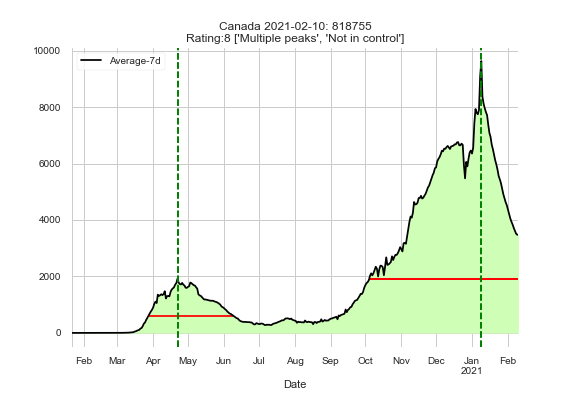 Canada 2021-02-10: 818755
Rating:8 ['Multiple peaks', 'Not in control']
Average-7d
10000
8000
6000
4000
2000
0
Feb Mar Apr May Jun Jul Aug Sep Oct Nov Dec Jan Feb
2021
Date